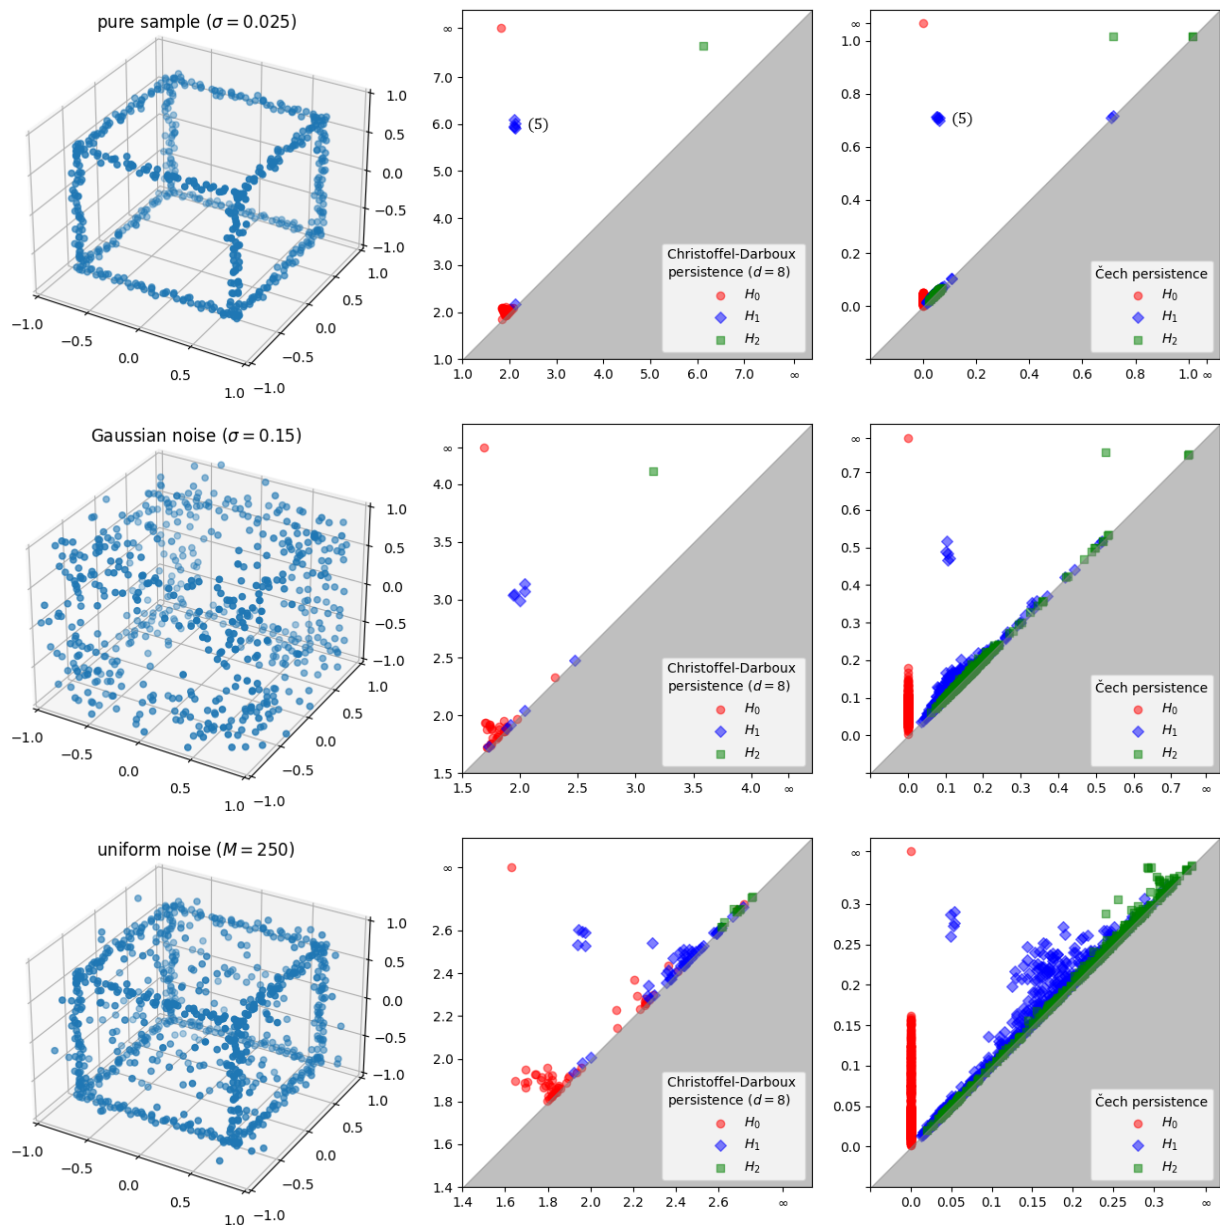 pure sample (σ = 0.025)
−1.0
0.0
0.5
1.0
−1.0
−0.5
0.0
0.5
1.0
−1.0
−0.5
0.0
0.5
1.0
∞
7.0
6.0
5.0
4.0
3.0
2.0
1.0
(5)
Christoffel-Darboux
persistence (d = 8)
H0
H1
H2
1.0 2.0 3.0 4.0 5.0 6.0 7.0 ∞
∞
1.0
0.8
0.6
0.4
0.2
0.0
(5)
Čech persistence
H0
H1
H2
0.0 0.2 0.4 0.6 0.8 1.0 ∞
Gaussian noise (σ = 0.15)
−1.0
−0.5
0.0
0.5
1.0
−1.0
−0.5
0.0
0.5
1.0
−1.0
−0.5
0.0
0.5
1.0
∞
4.0
3.5
3.0
2.5
2.0
1.5
Christoffel-Darboux
persistence (d = 8)
H0
H1
H2
1.5 2.0 2.5 3.0 3.5 4.0 ∞
∞
0.7
0.6
0.5
0.4
0.3
0.2
0.1
0.0
Čech persistence
H0
H1
H2
0.0 0.1 0.2 0.3 0.4 0.5 0.6 0.7 ∞
uniform noise (M = 250)
−1.0
−0.5
0.0
0.5
1.0
−1.0
−0.5
0.0
0.5
1.0
−1.0
−0.5
0.0
0.5
1.0
∞
2.6
2.4
2.2
2.0
1.8
1.6
1.4
Christoffel-Darboux
persistence (d = 8)
H0
H1
H2
1.4 1.6 1.8 2.0 2.2 2.4 2.6 ∞
∞
0.3
0.25
0.2
0.15
0.1
0.05
0.0
Čech persistence
H0
H1
H2
0.0 0.05 0.1 0.15 0.2 0.25 0.3 ∞